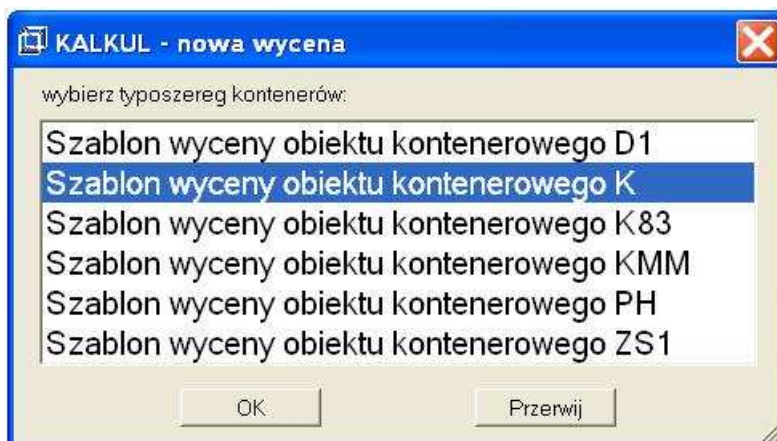 KALKUL - nowa wycena
wybierz typoszereg kontenerów:
Szablon wyceny obiektu kontenerowego D1
Szablon wyceny obiektu kontenerowego K
Szablon wyceny obiektu kontenerowego K83
Szablon wyceny obiektu kontenerowego KMM
Szablon wyceny obiektu kontenerowego PH
Szablon wyceny obiektu kontenerowego ZS1
OK Przerwij